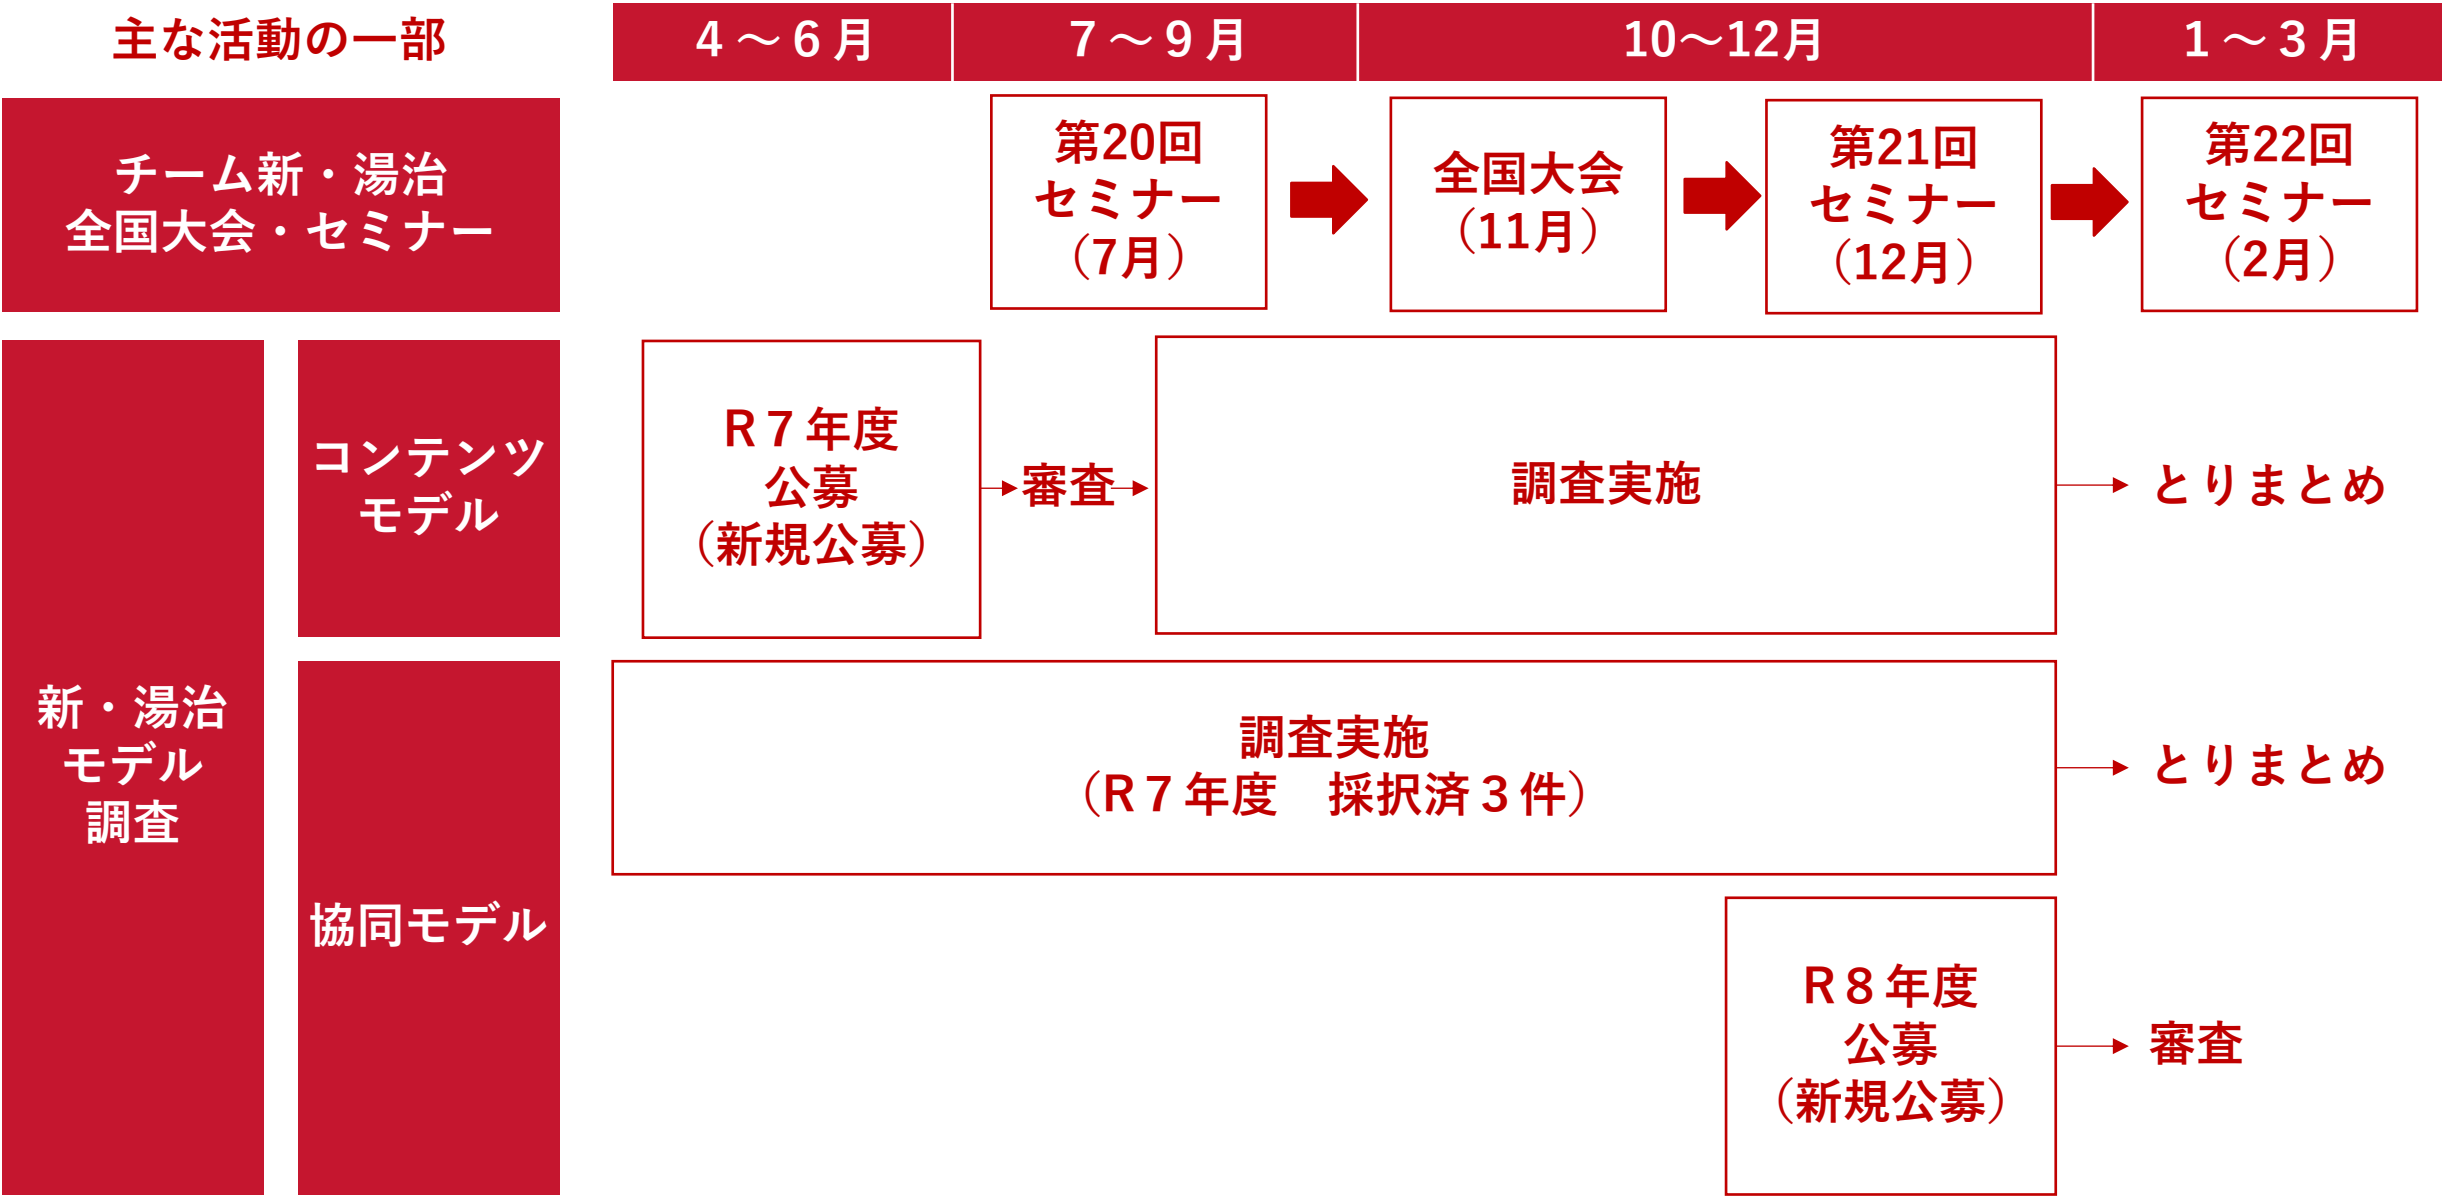 主な活動の一部
４～６月
７～９月
10～12月
１～３月
チーム新・湯治
全国大会・セミナー
第20回
セミナー
（7月）
全国大会
（11月）
第21回
セミナー
（12月）
第22回
セミナー
（2月）
新・湯治
モデル
調査
コンテンツ
モデル
R７年度
公募
（新規公募）
審査
調査実施
とりまとめ
協同モデル
調査実施
（R７年度　採択済３件）
とりまとめ
R８年度
公募
（新規公募）
審査